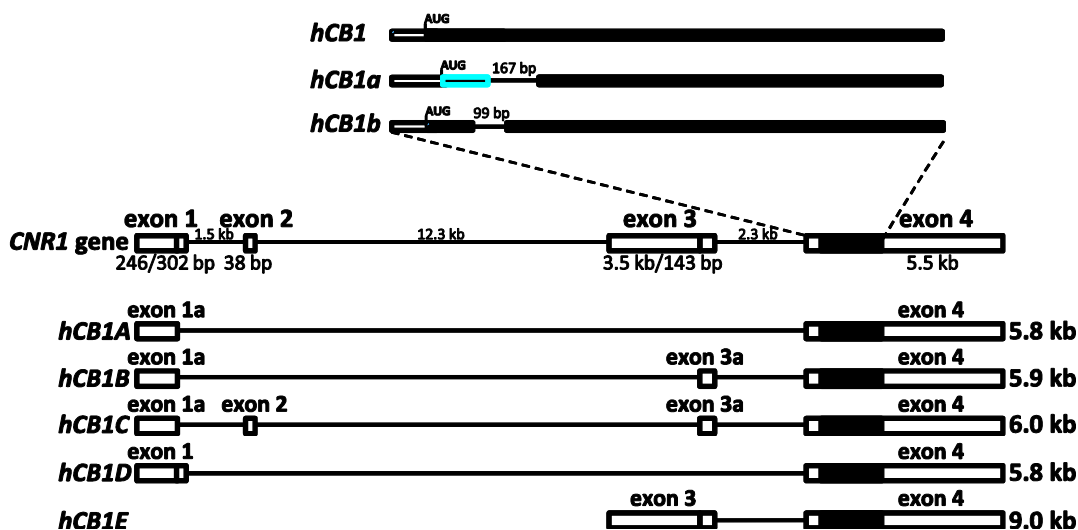 AUG
hCB1
AUG
hCB1a 167 bp
AUG
hCB1b 99 bp
exon 1 exon 2 exon 3 exon 4
CNR1 gene 1.5 kb 12.3 kb 2.3 kb
246/302 bp 38 bp 3.5 kb/143 bp 5.5 kb
exon 1a exon 4
hCB1A 5.8 kb
exon 1a exon 3a exon 4
hCB1B 5.9 kb
exon 1a exon 2 exon 3a exon 4
hCB1C 6.0 kb
exon 1 exon 4
hCB1D 5.8 kb
exon 3 exon 4
hCB1E 9.0 kb